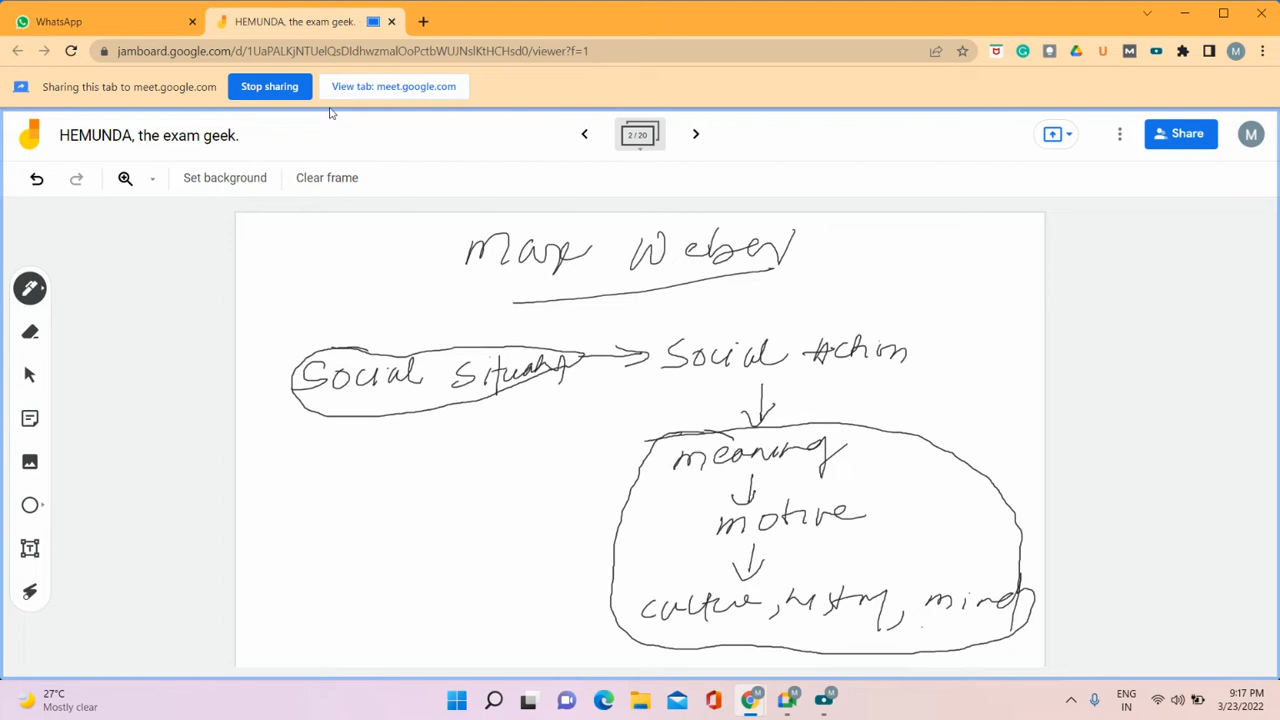 WhatsApp
HEMUNDA, the exam geek.
jamboard.google.com/d/1UaPALKjNTUelQsDIdhwzmalOoPctbWUJNslKtHCHsd0/viewer?f=1
Sharing this tab to meet.google.com Stop sharing View tab: meet.google.com
HEMUNDA, the exam geek.
2 / 20
Share
M
Set background Clear frame
Max Weber
Social Situat → Social Action
meaning
motive
culture, history, mind
27°C
Mostly clear
ENG
IN
9:17 PM
3/23/2022